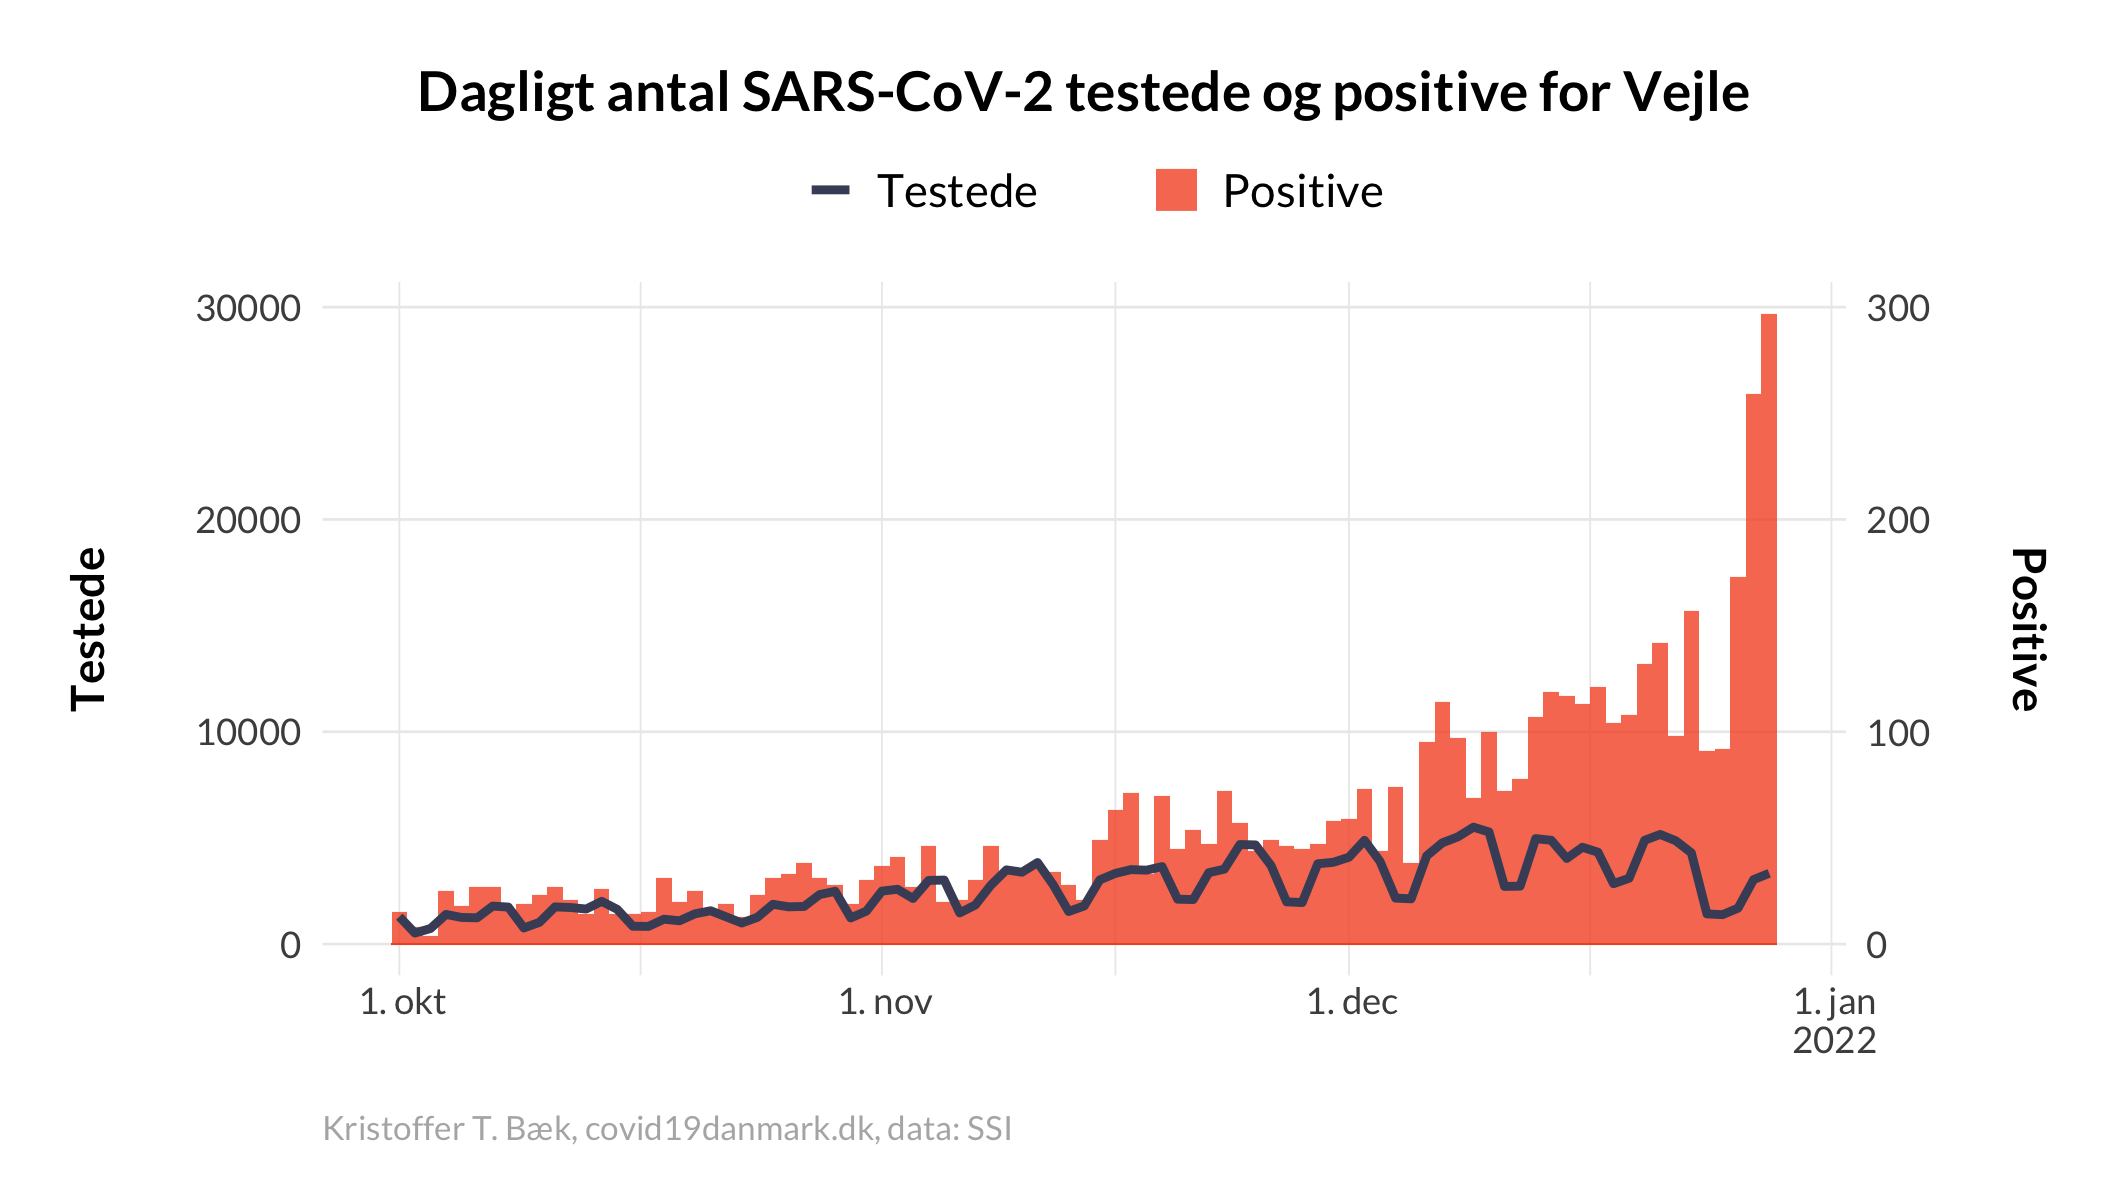 Dagligt antal SARS-CoV-2 testede og positive for Vejle
Testede Positive
30000 300
20000 200
10000 100
0 0
Testede
Positive
1. okt 1. nov 1. dec 1. jan
2022
Kristoffer T. Bæk, covid19danmark.dk, data: SSI